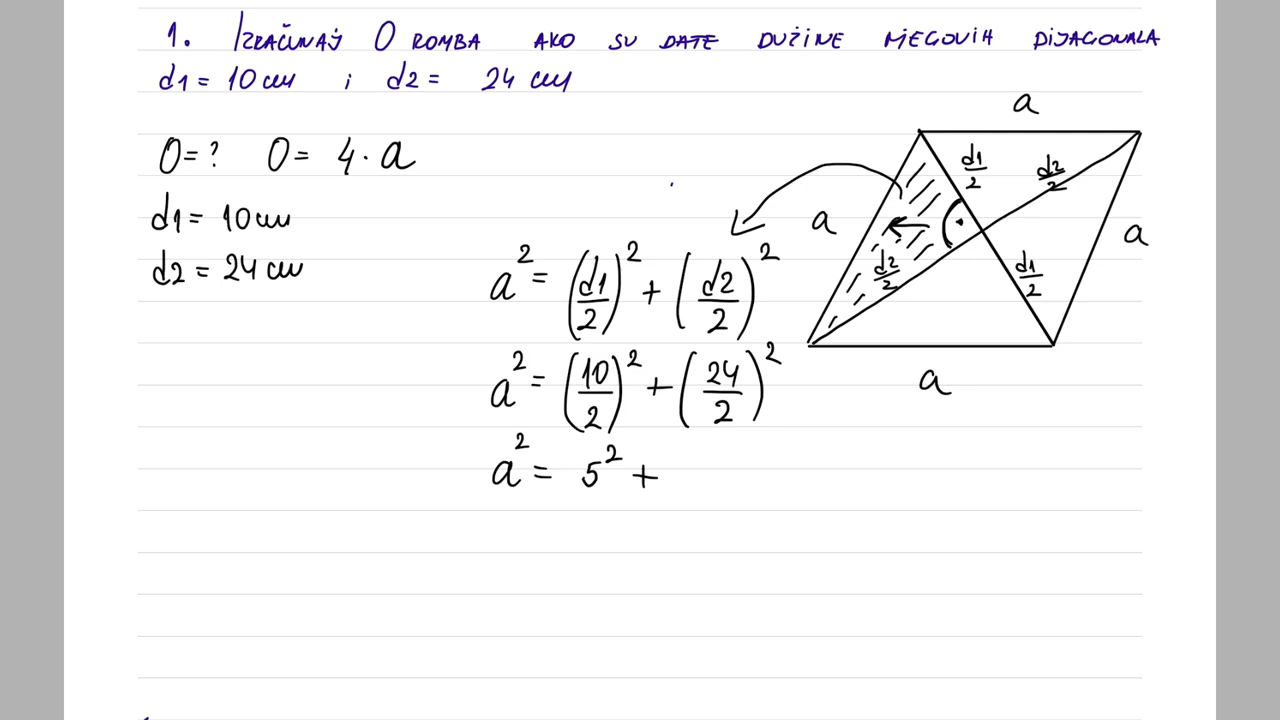 1. IZRAČUNAJ O ROMBA AKO SU DATE DUŽINE NJEGOVIH DIJAGONALA
d1 = 10 cm i d2 = 24 cm
O = ? O = 4 · a
d1 = 10 cm
d2 = 24 cm
a² = (d1/2)² + (d2/2)²
a² = (10/2)² + (24/2)²
a² = 5² +
a
d1/2
d2/2
a
a
d2/2
d1/2
a